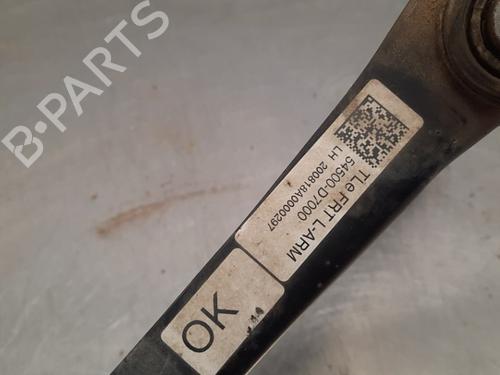 B-PARTS
TLe FRT L-ARM
54500-D7000
LH 200818A0000297
OK